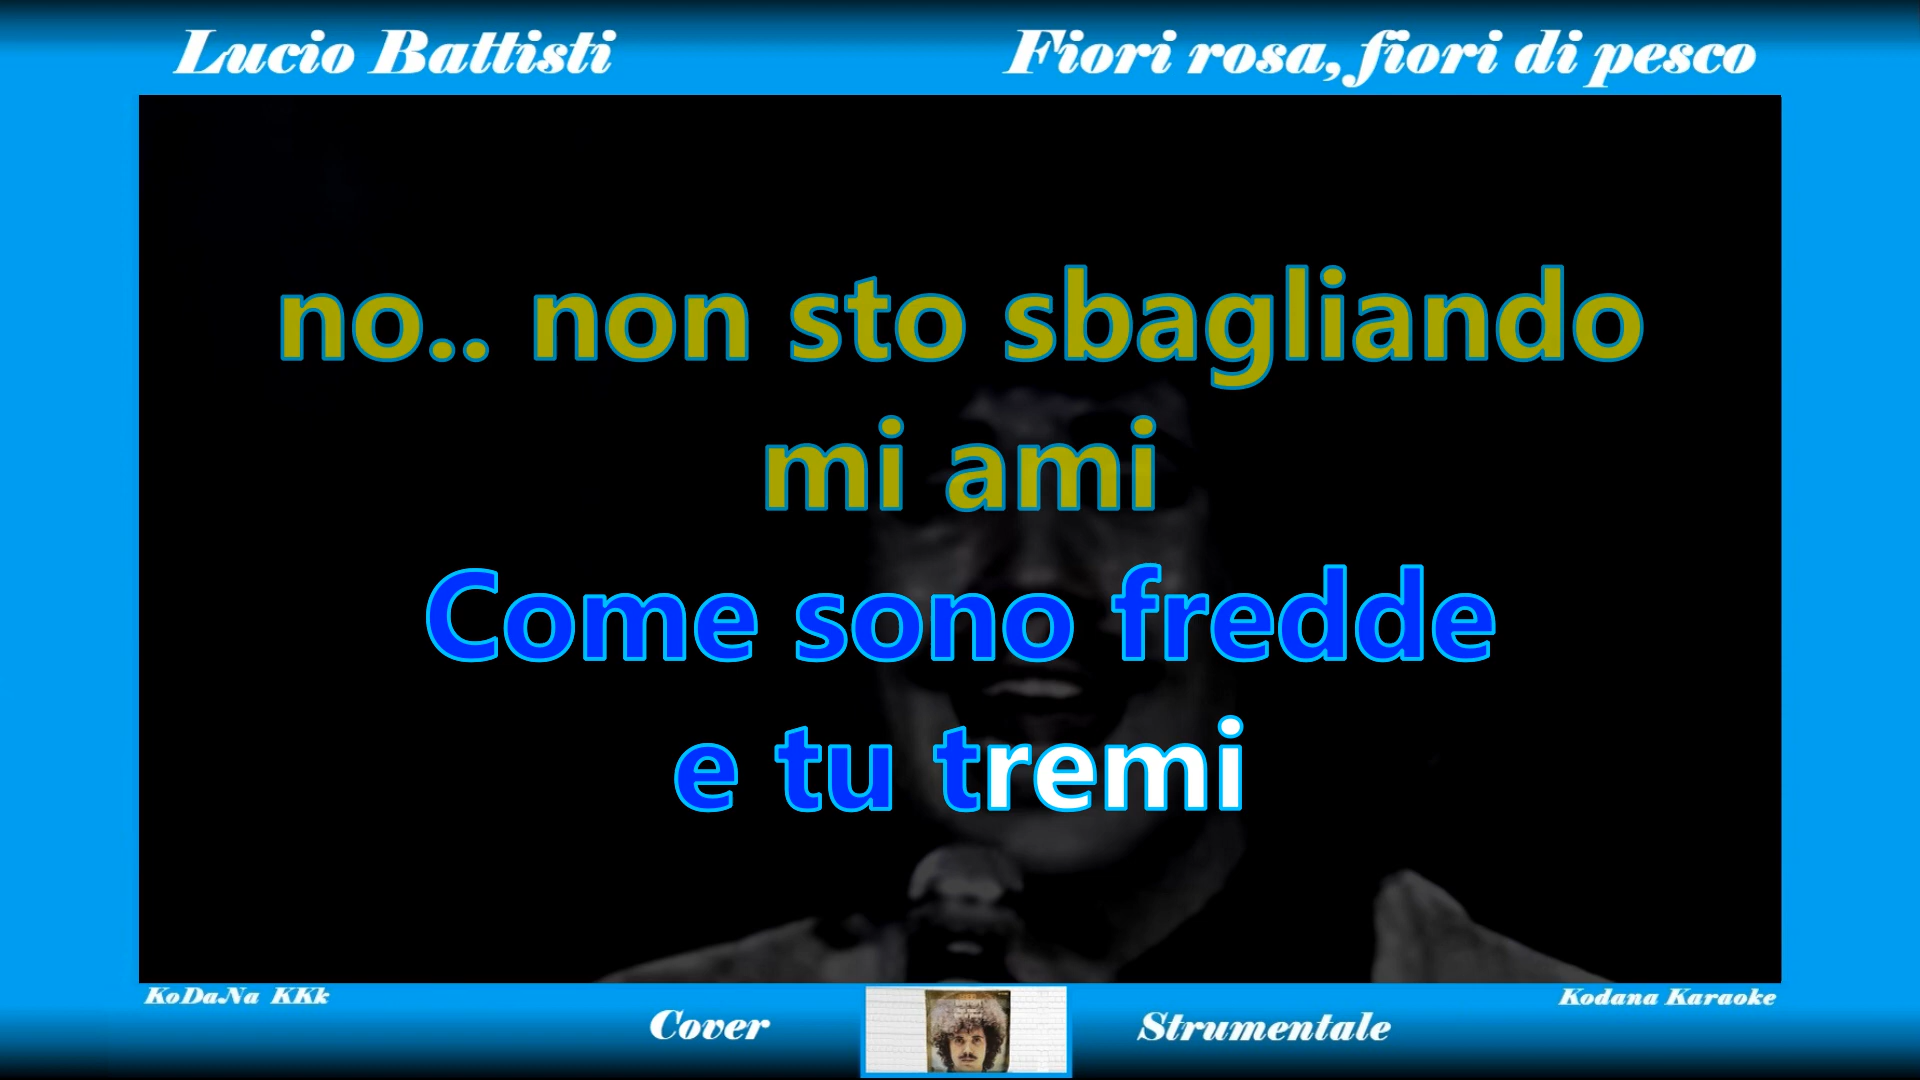 Lucio Battisti
Fiori rosa, fiori di pesco
no.. non sto sbagliando
mi ami
Come sono fredde
e tu tremi
KoDaNa KKk
Kodana Karaoke
Cover
Strumentale